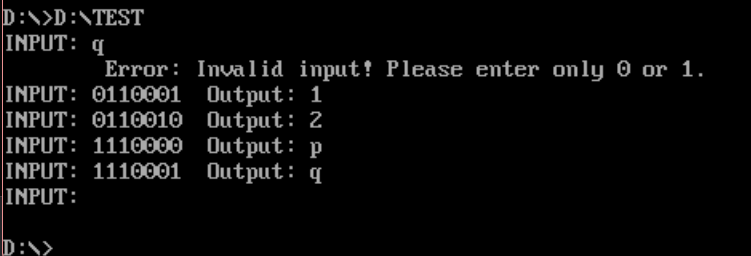 D:\>D:\TEST
INPUT: q
Error: Invalid input! Please enter only 0 or 1.
INPUT: 0110001 Output: 1
INPUT: 0110010 Output: 2
INPUT: 1110000 Output: p
INPUT: 1110001 Output: q
INPUT:
D:\>